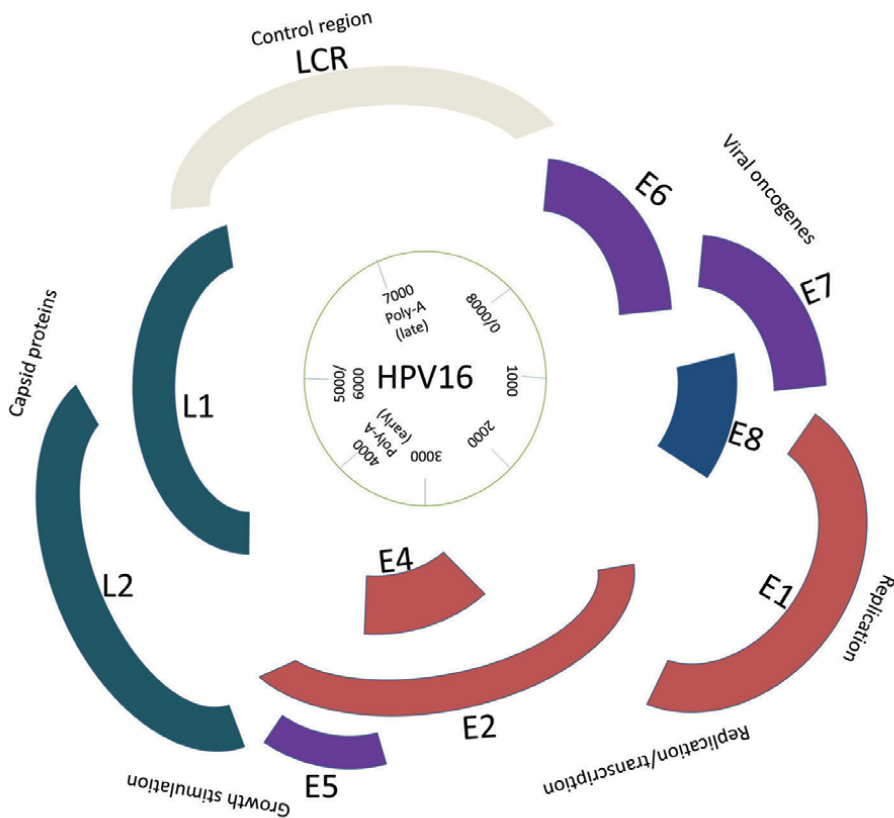 Control region
LCR
E6
Viral oncogenes
E7
E8
E1
Replication
Replication/transcription
E2
E4
E5
Growth stimulation
L2
L1
Capsid proteins
HPV16
7000
Poly-A
(late)
8000/0
1000
2000
3000
4000
Poly-A
(early)
5000/
6000